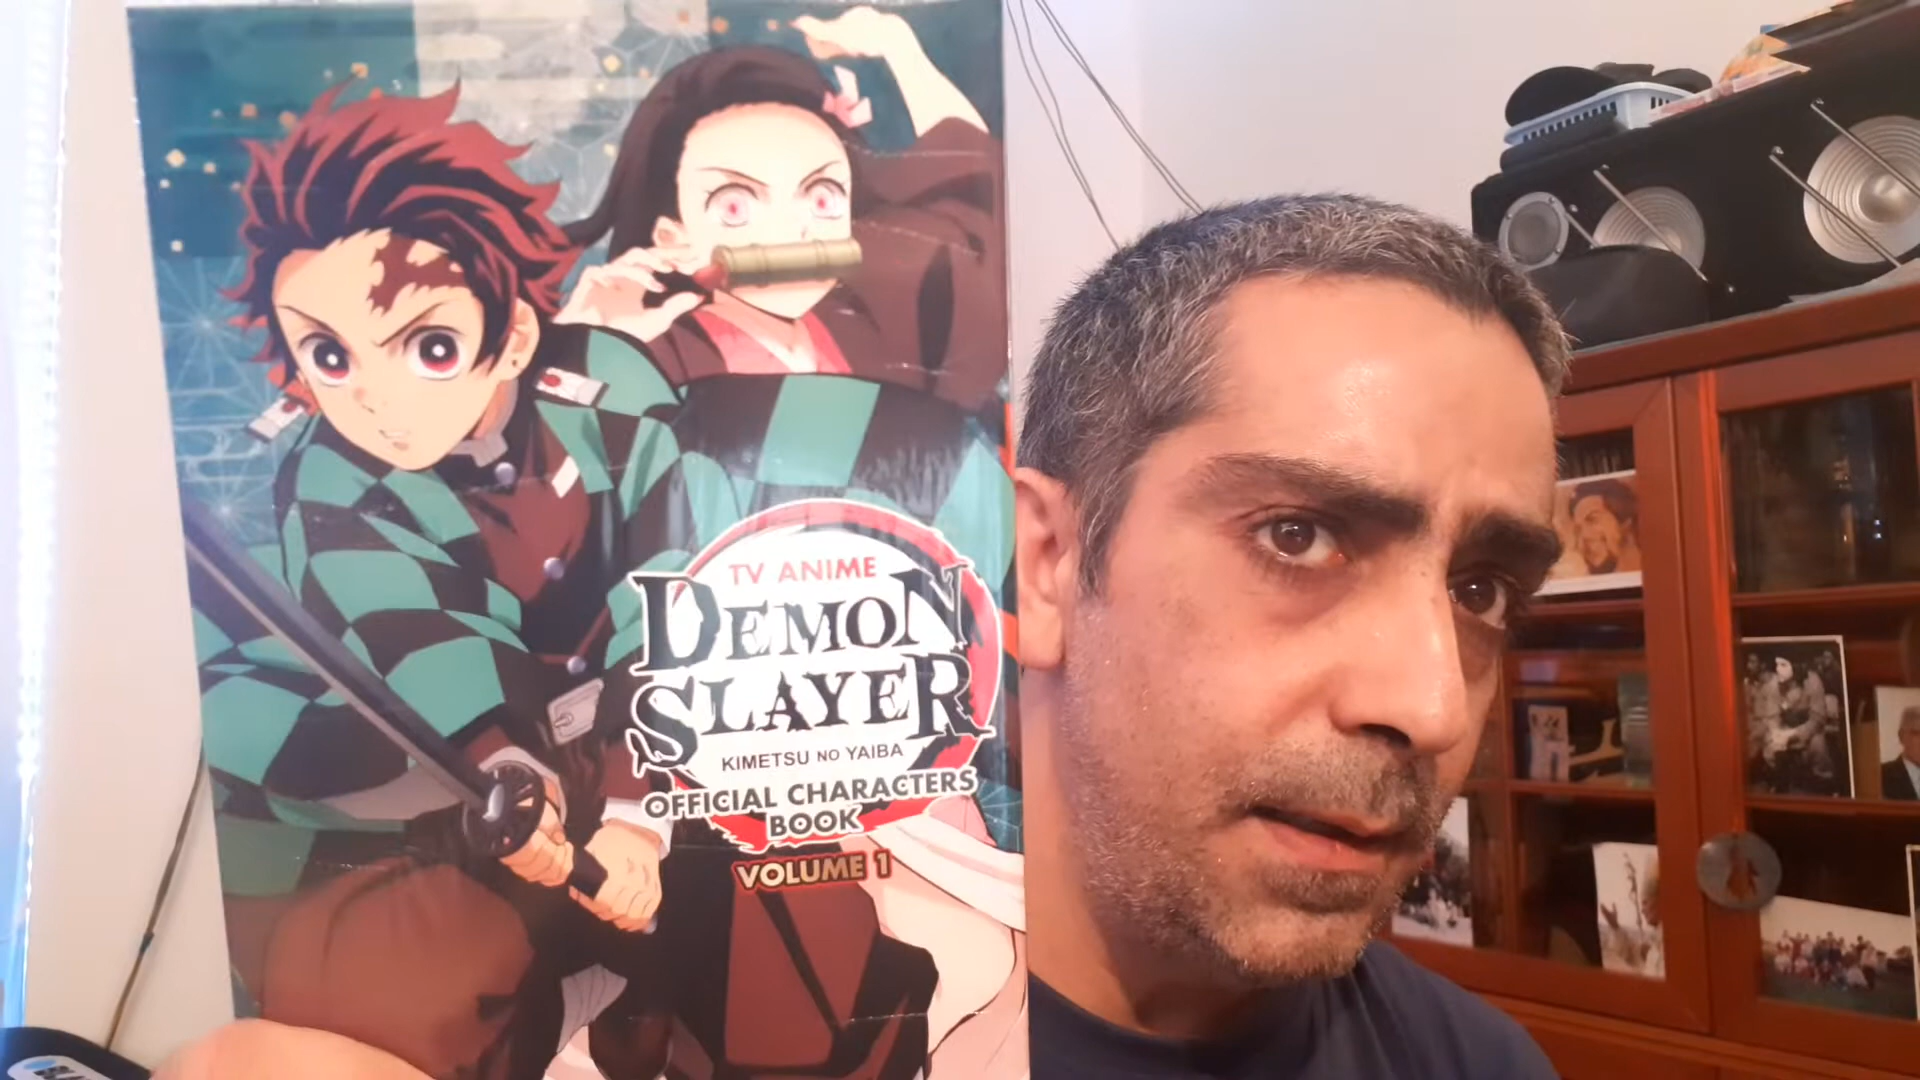 TV ANIME
DEMON
SLAYER
KIMETSU NO YAIBA
OFFICIAL CHARACTERS
BOOK
VOLUME 1